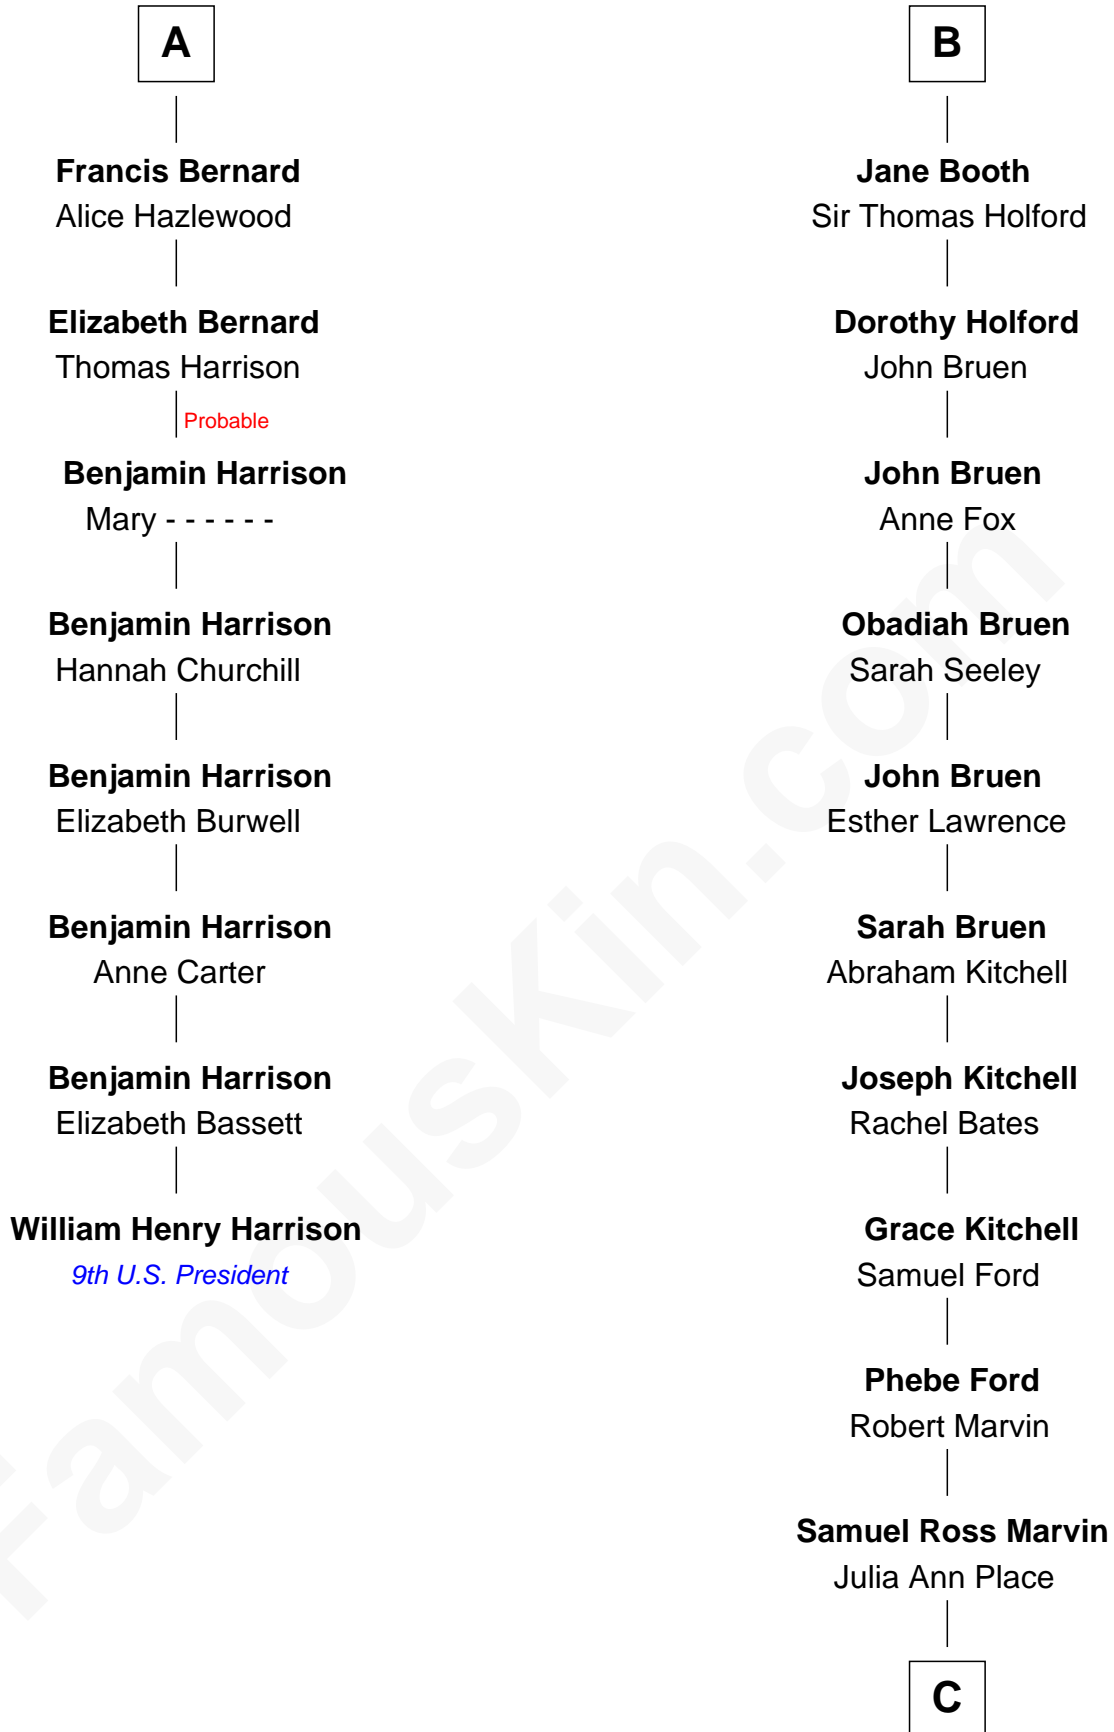 A
Francis Bernard
Alice Hazlewood
Elizabeth Bernard
Thomas Harrison
Probable
Benjamin Harrison
Mary - - - - - -
Benjamin Harrison
Hannah Churchill
Benjamin Harrison
Elizabeth Burwell
Benjamin Harrison
Anne Carter
Benjamin Harrison
Elizabeth Bassett
William Henry Harrison
9th U.S. President
B
Jane Booth
Sir Thomas Holford
Dorothy Holford
John Bruen
John Bruen
Anne Fox
Obadiah Bruen
Sarah Seeley
John Bruen
Esther Lawrence
Sarah Bruen
Abraham Kitchell
Joseph Kitchell
Rachel Bates
Grace Kitchell
Samuel Ford
Phebe Ford
Robert Marvin
Samuel Ross Marvin
Julia Ann Place
C
FamousKin.com